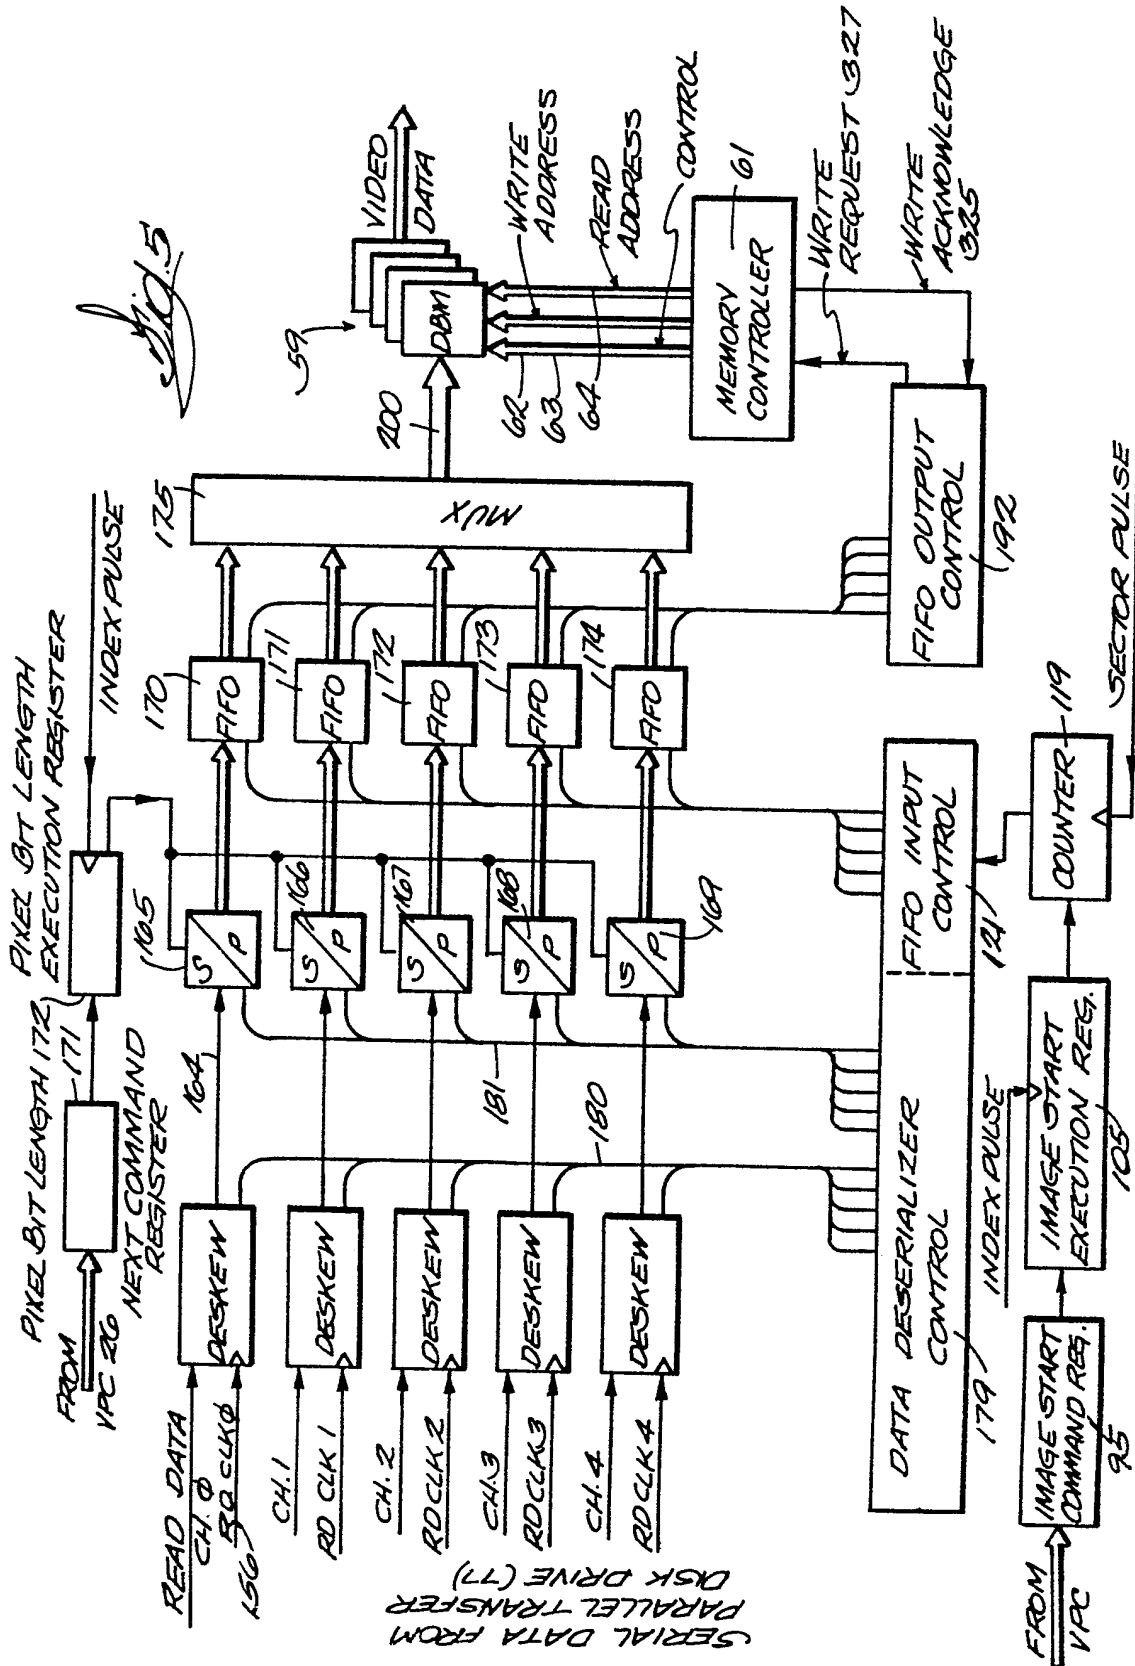 Fig. 5
PIXEL BIT LENGTH
EXECUTION REGISTER
INDEX PULSE
PIXEL BIT LENGTH 172
171
FROM
VPC 26
NEXT COMMAND
REGISTER
READ DATA
CH. Ø
RD CLKØ
156
CH. 1
RD CLK 1
CH. 2
RD CLK 2
CH. 3
RD CLK 3
CH. 4
RD CLK 4
SERIAL DATA FROM
PARALLEL TRANSFER
DISK DRIVE (77)
DESKEW
DESKEW
DESKEW
DESKEW
DESKEW
164
181
180
165
S/P
166
S/P
167
S/P
168
S/P
169
S/P
170
FIFO
171
FIFO
172
FIFO
173
FIFO
174
FIFO
175
MUX
200
59
DBM
VIDEO
DATA
WRITE
ADDRESS
READ
ADDRESS
CONTROL
62
63
64
MEMORY
CONTROLLER
61
WRITE
REQUEST 327
WRITE
ACKNOWLEDGE
325
FIFO OUTPUT
CONTROL
192
DATA DESERIALIZER
CONTROL
179
FIFO INPUT
CONTROL
121
INDEX PULSE
FROM
VPC
IMAGE START
COMMAND REG.
95
IMAGE START
EXECUTION REG.
105
COUNTER
119
SECTOR PULSE